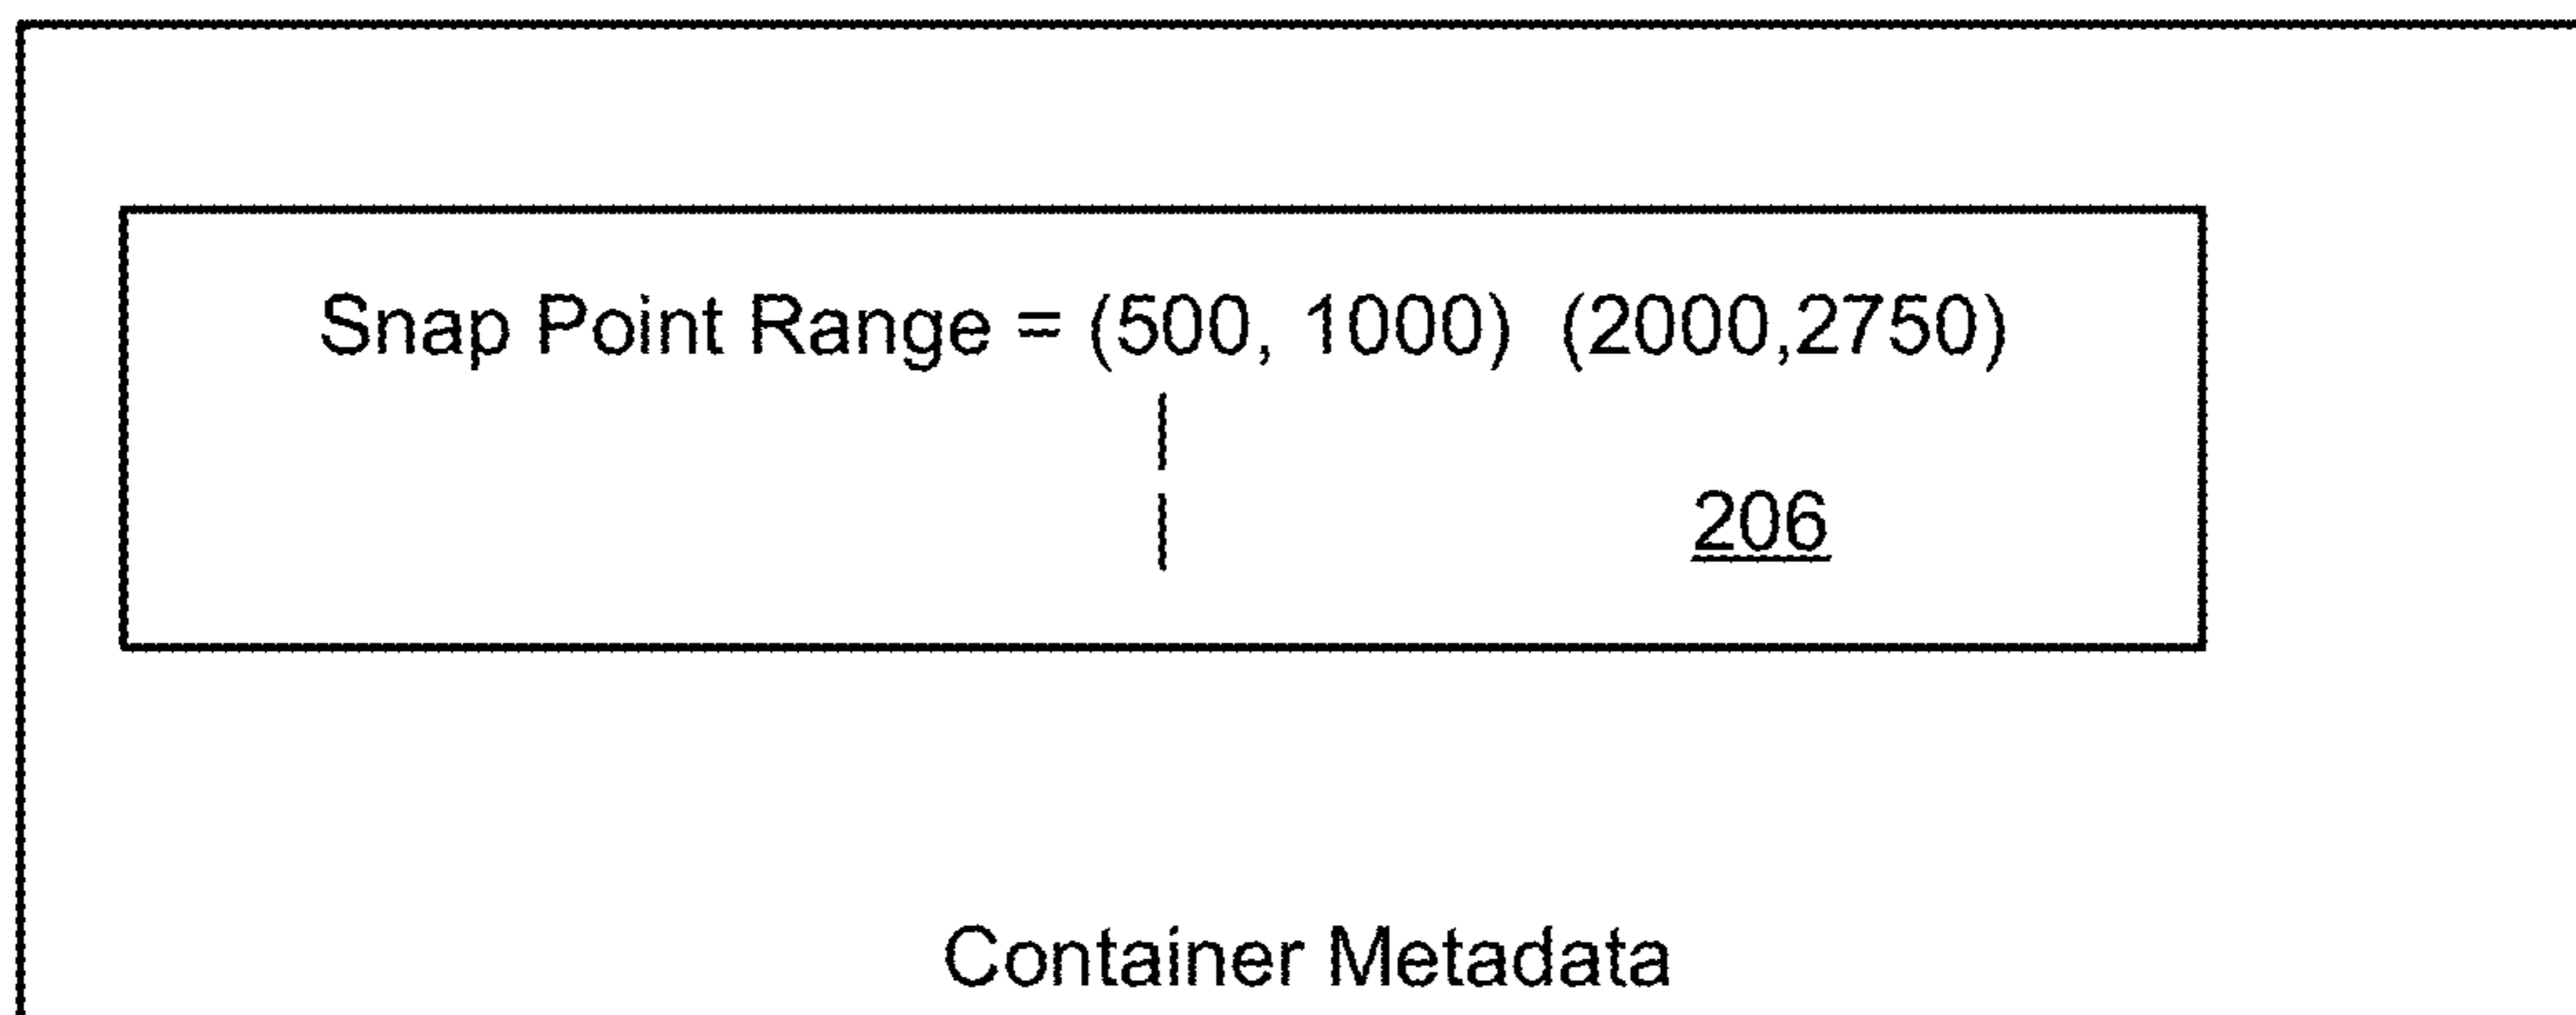 Snap Point Range = (500, 1000)  (2000,2750)
206
Container Metadata